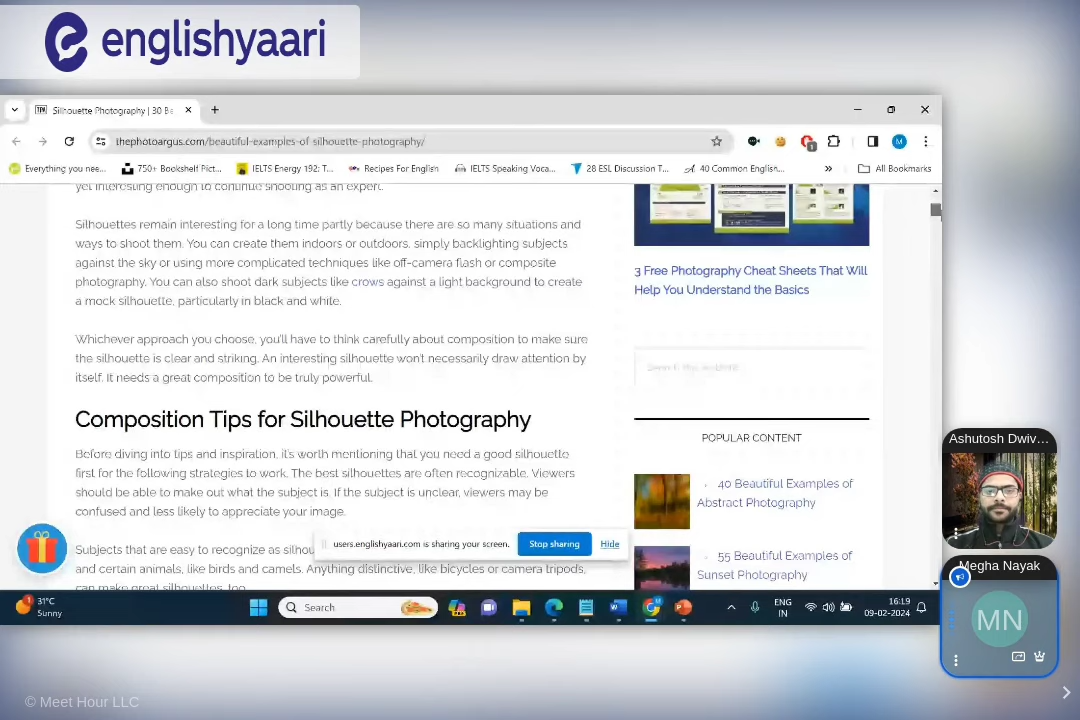 englishyaari
Silhouette Photography | 30 Be
thephotoargus.com/beautiful-examples-of-silhouette-photography/
Everything you nee...
750+ Bookshelf Pict...
IELTS Energy 192: T...
Recipes For English
IELTS Speaking Voca...
28 ESL Discussion T...
40 Common English...
»
All Bookmarks
yet interesting enough to continue shooting as an expert.
Silhouettes remain interesting for a long time partly because there are so many situations and
ways to shoot them. You can create them indoors or outdoors, simply backlighting subjects
against the sky or using more complicated techniques like off-camera flash or composite
photography. You can also shoot dark subjects like crows against a light background to create
a mock silhouette, particularly in black and white.
Whichever approach you choose, you'll have to think carefully about composition to make sure
the silhouette is clear and striking. An interesting silhouette won't necessarily draw attention by
itself. It needs a great composition to be truly powerful.
Composition Tips for Silhouette Photography
Before diving into tips and inspiration, it's worth mentioning that you need a good silhouette
first for the following strategies to work. The best silhouettes are often recognizable. Viewers
should be able to make out what the subject is. If the subject is unclear, viewers may be
confused and less likely to appreciate your image.
Subjects that are easy to recognize as silhou
and certain animals, like birds and camels. Anything distinctive, like bicycles or camera tripods,
can make great silhouettes, too.
3 Free Photography Cheat Sheets That Will
Help You Understand the Basics
POPULAR CONTENT
40 Beautiful Examples of
Abstract Photography
55 Beautiful Examples of
Sunset Photography
users.englishyaari.com is sharing your screen.
Stop sharing
Hide
31°C
Sunny
Search
ENG
IN
16:19
09-02-2024
Ashutosh Dwiv...
Megha Nayak
MN
© Meet Hour LLC